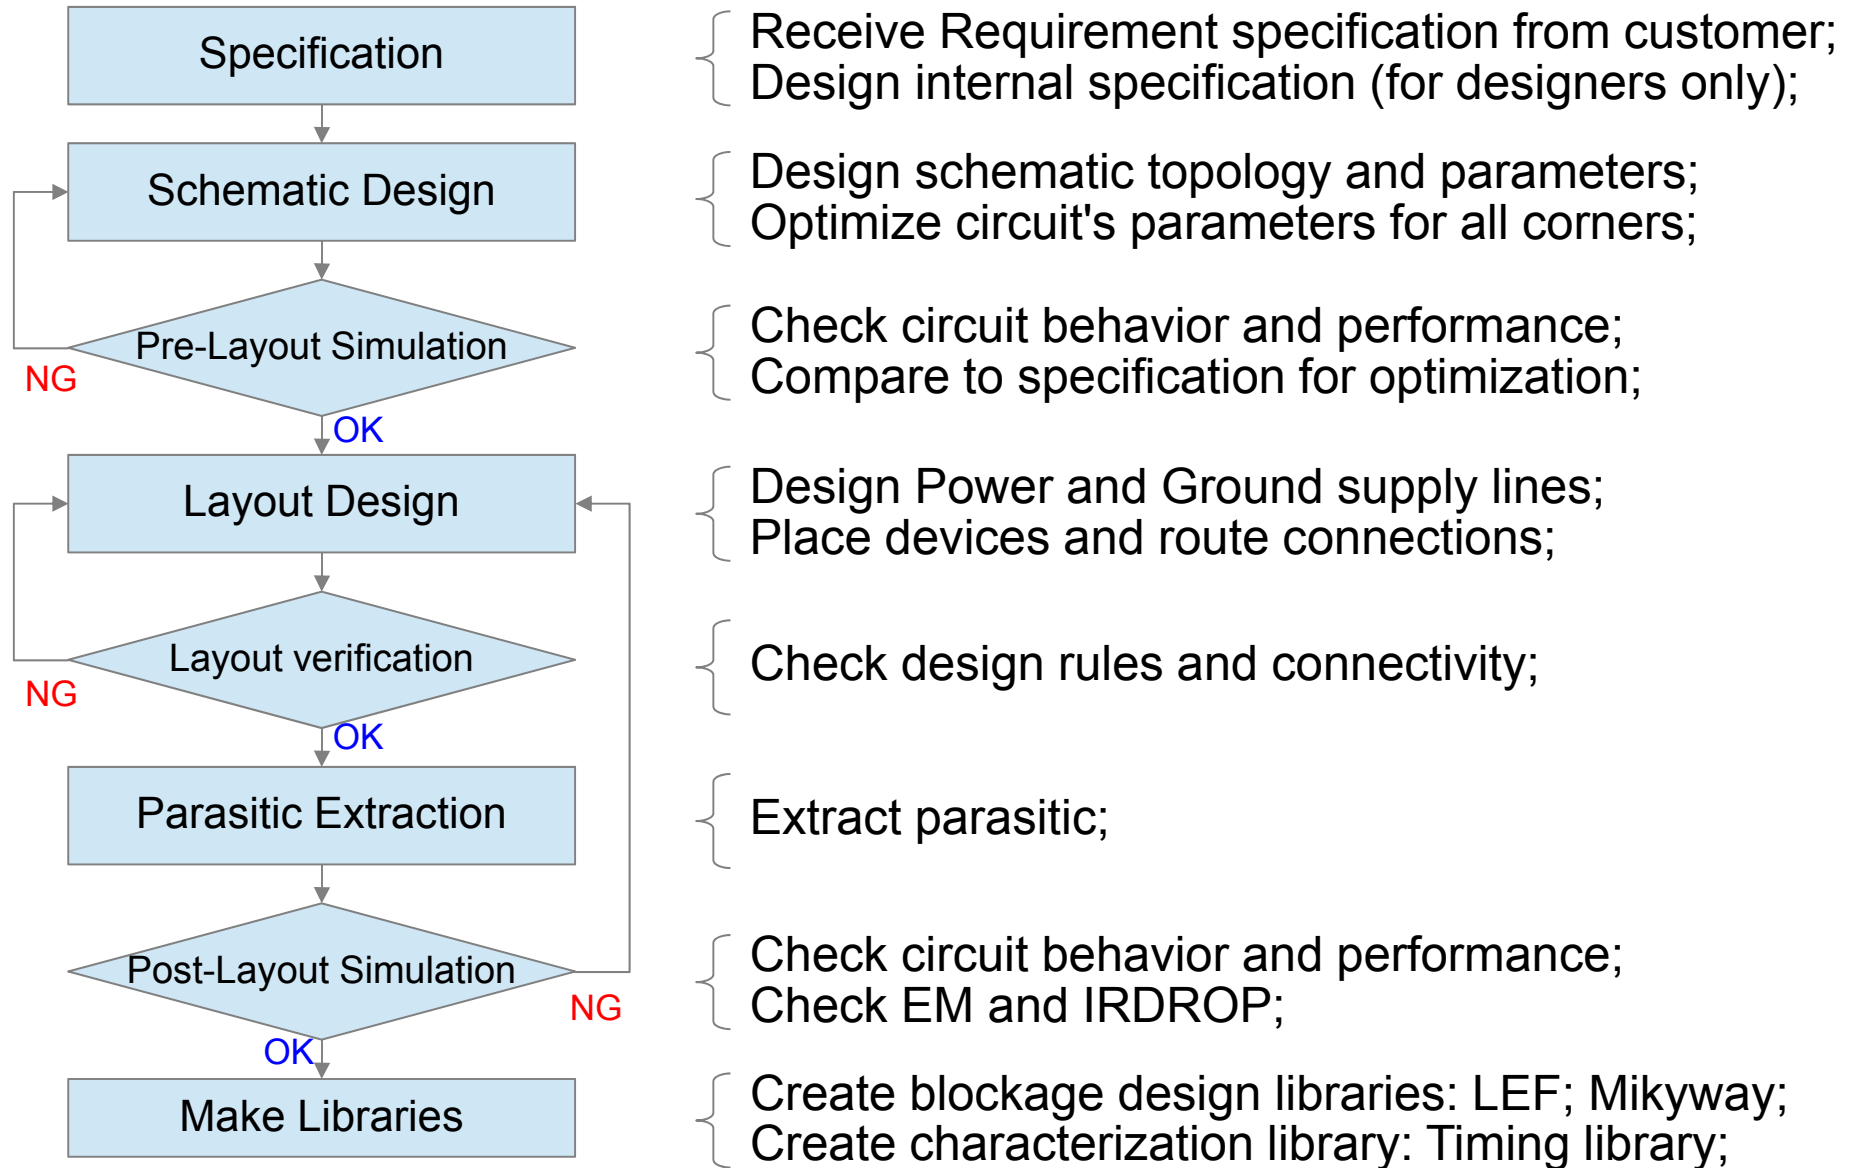 Specification
Receive Requirement specification from customer;
Design internal specification (for designers only);
Schematic Design
Design schematic topology and parameters;
Optimize circuit's parameters for all corners;
Pre-Layout Simulation
NG
OK
Check circuit behavior and performance;
Compare to specification for optimization;
Layout Design
Design Power and Ground supply lines;
Place devices and route connections;
Layout verification
NG
OK
Check design rules and connectivity;
Parasitic Extraction
Extract parasitic;
Post-Layout Simulation
NG
OK
Check circuit behavior and performance;
Check EM and IRDROP;
Make Libraries
Create blockage design libraries: LEF; Mikyway;
Create characterization library: Timing library;